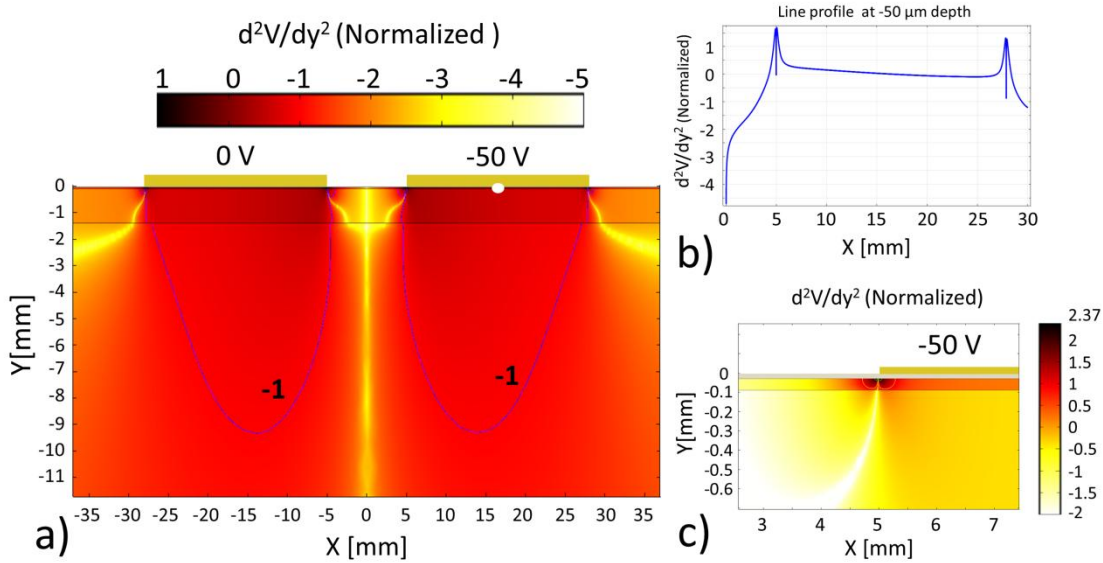 d²V/dy² (Normalized )
1 0 -1 -2 -3 -4 -5
0 V -50 V
0
-1
-2
-3
-4
-5
-6
-7
-8
-9
-10
-11
Y[mm]
-1 -1
-35 -30 -25 -20 -15 -10 -5 0 5 10 15 20 25 30 35
X [mm]
a)
Line profile at -50 µm depth
d²V/dy² (Normalized)
1
0
-1
-2
-3
-4
0 5 10 15 20 25 30
X [mm]
b)
d²V/dy² (Normalized)
-50 V
0
-0.1
-0.2
-0.3
-0.4
-0.5
-0.6
Y[mm]
3 4 5 6 7
X [mm]
2.37
2
1.5
1
0.5
0
-0.5
-1
-1.5
-2
c)